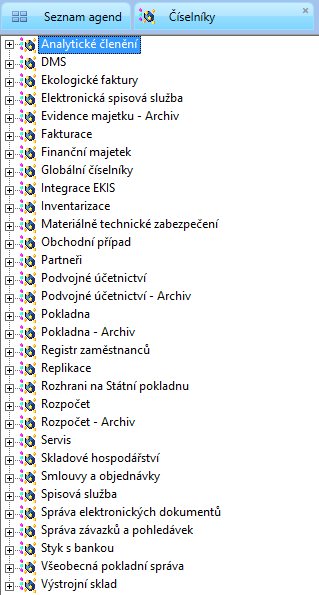 Seznam agend
Číselníky
Analytické členění
DMS
Ekologické faktury
Elektronická spisová služba
Evidence majetku - Archiv
Fakturace
Finanční majetek
Globální číselníky
Integrace EKIS
Inventarizace
Materiálně technické zabezpečení
Obchodní případ
Partneři
Podvojné účetnictví
Podvojné účetnictví - Archiv
Pokladna
Pokladna - Archiv
Registr zaměstnanců
Replikace
Rozhrani na Státní pokladnu
Rozpočet
Rozpočet - Archiv
Servis
Skladové hospodářství
Smlouvy a objednávky
Spisová služba
Správa elektronických dokumentů
Správa závazků a pohledávek
Styk s bankou
Všeobecná pokladní správa
Výstrojní sklad